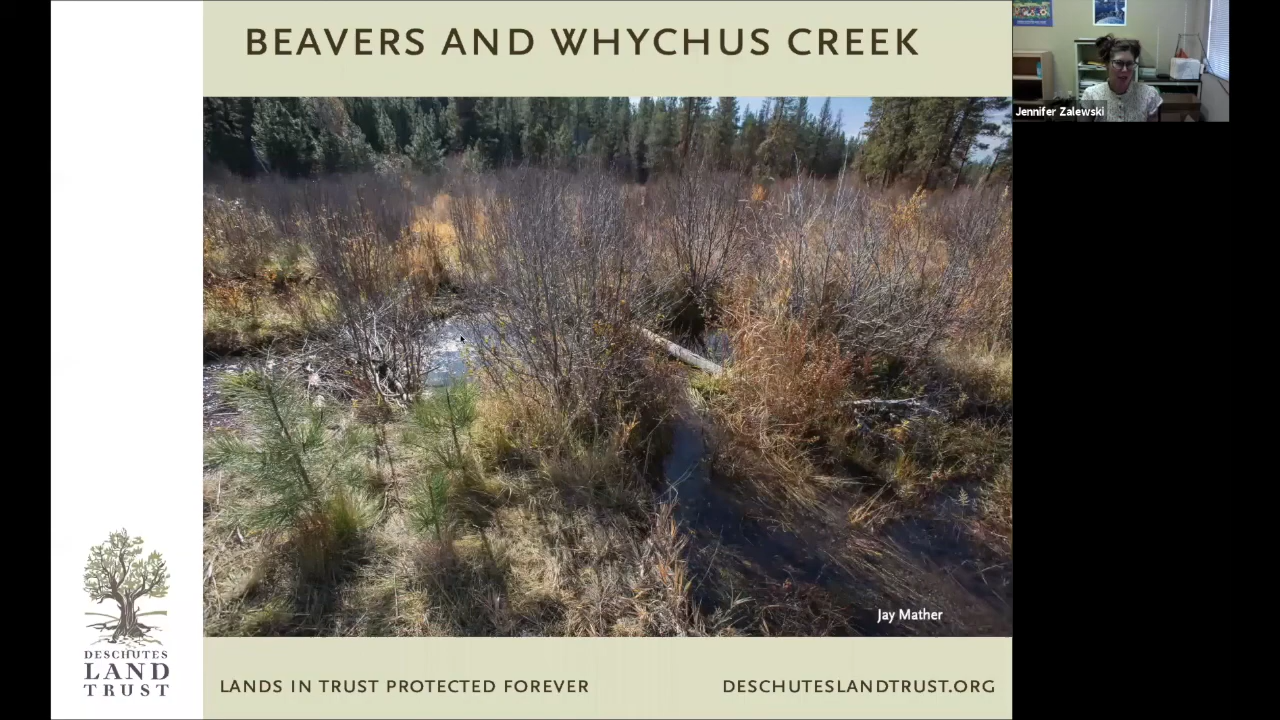 BEAVERS AND WHYCHUS CREEK
Jennifer Zalewski
Jay Mather
DESCHUTES
LAND
TRUST
LANDS IN TRUST PROTECTED FOREVER
DESCHUTESLANDTRUST.ORG